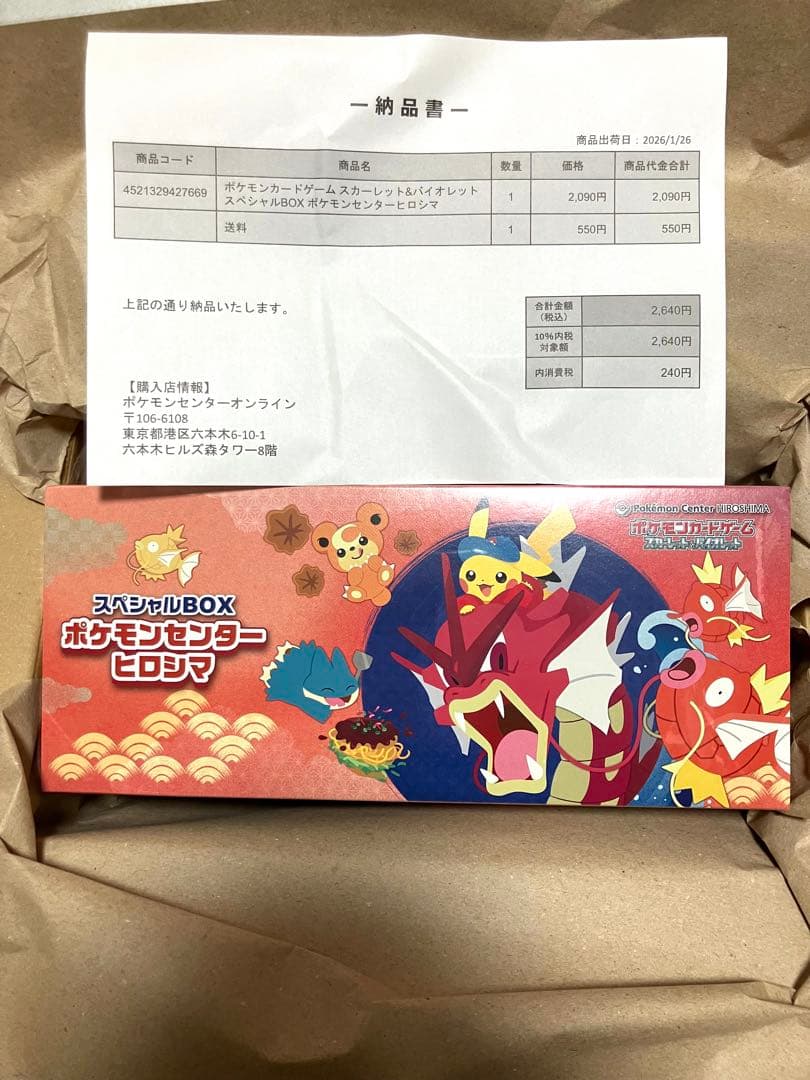 ー納品書ー
商品出荷日：2026/1/26
商品コード 商品名 数量 価格 商品代金合計
4521329427669 ポケモンカードゲーム スカーレット&バイオレット 1 2,090円 2,090円
スペシャルBOX ポケモンセンターヒロシマ
送料 1 550円 550円
上記の通り納品いたします。
合計金額 2,640円
（税込）
10%内税 2,640円
対象額
内消費税 240円
【購入店情報】
ポケモンセンターオンライン
〒106-6108
東京都港区六本木6-10-1
六本木ヒルズ森タワー8階
Pokémon Center HIROSHIMA
ポケモンカードゲーム
スカーレット&バイオレット
スペシャルBOX
ポケモンセンター
ヒロシマ